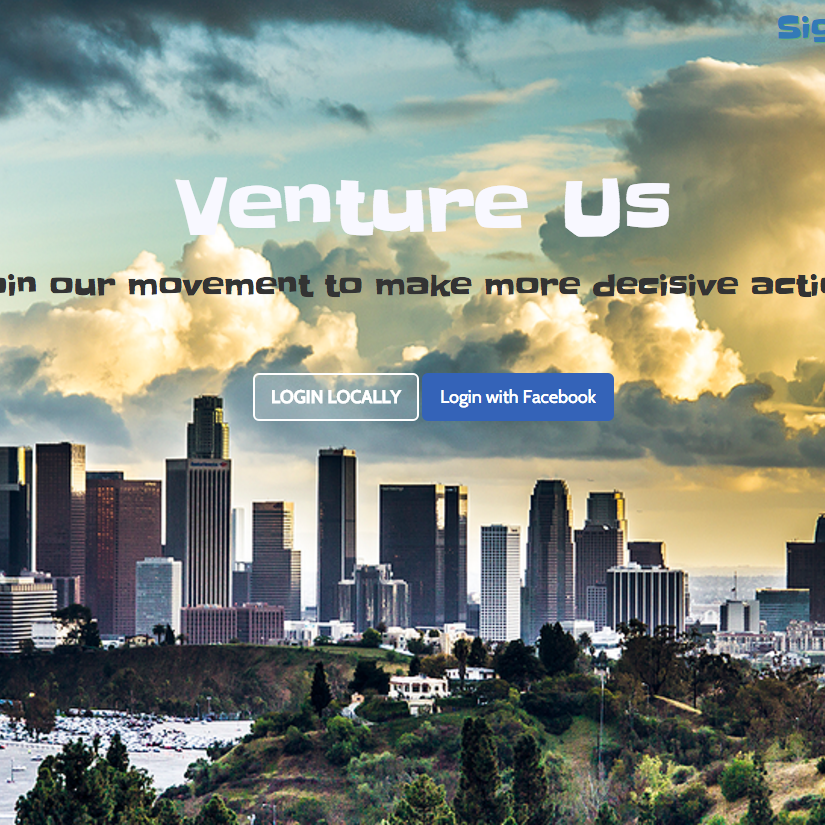 Sig
Venture Us
oin our movement to make more decisive actio
LOGIN LOCALLY Login with Facebook